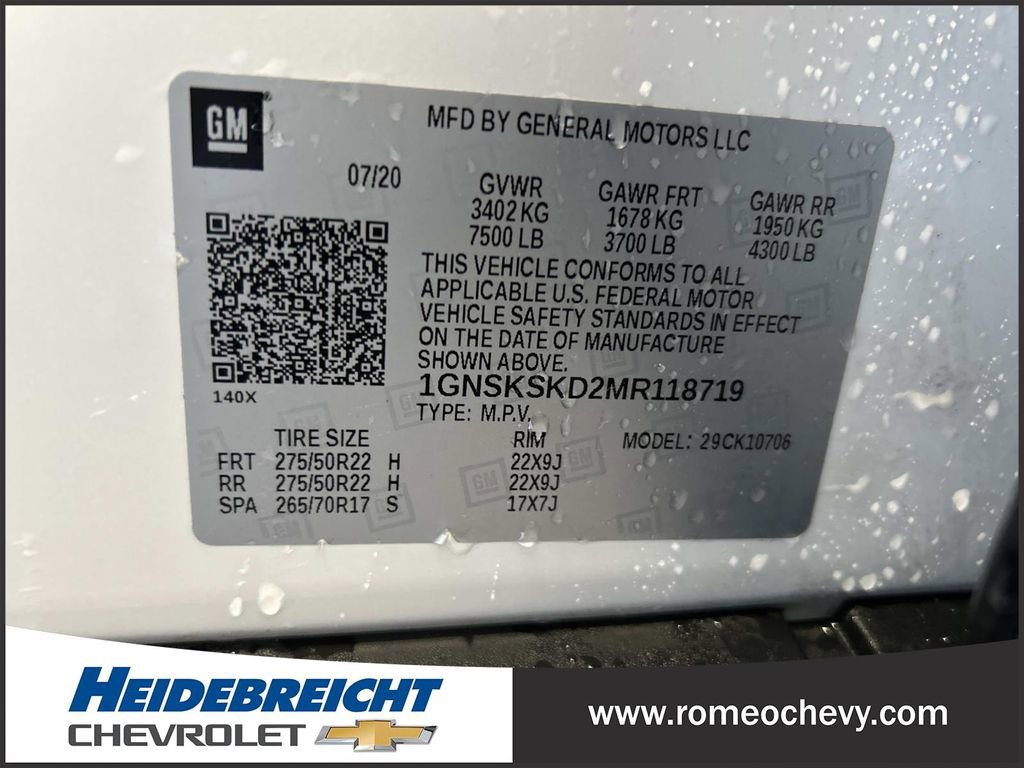 GM
MFD BY GENERAL MOTORS LLC
07/20
GVWR GAWR FRT GAWR RR
3402 KG 1678 KG 1950 KG
7500 LB 3700 LB 4300 LB
THIS VEHICLE CONFORMS TO ALL
APPLICABLE U.S. FEDERAL MOTOR
VEHICLE SAFETY STANDARDS IN EFFECT
ON THE DATE OF MANUFACTURE
SHOWN ABOVE.
140X
1GNSKSKD2MR118719
TYPE: M.P.V.
TIRE SIZE RIM MODEL: 29CK10706
FRT 275/50R22 H 22X9J
RR 275/50R22 H 22X9J
SPA 265/70R17 S 17X7J
HEIDEBREICHT
CHEVROLET
www.romeochevy.com